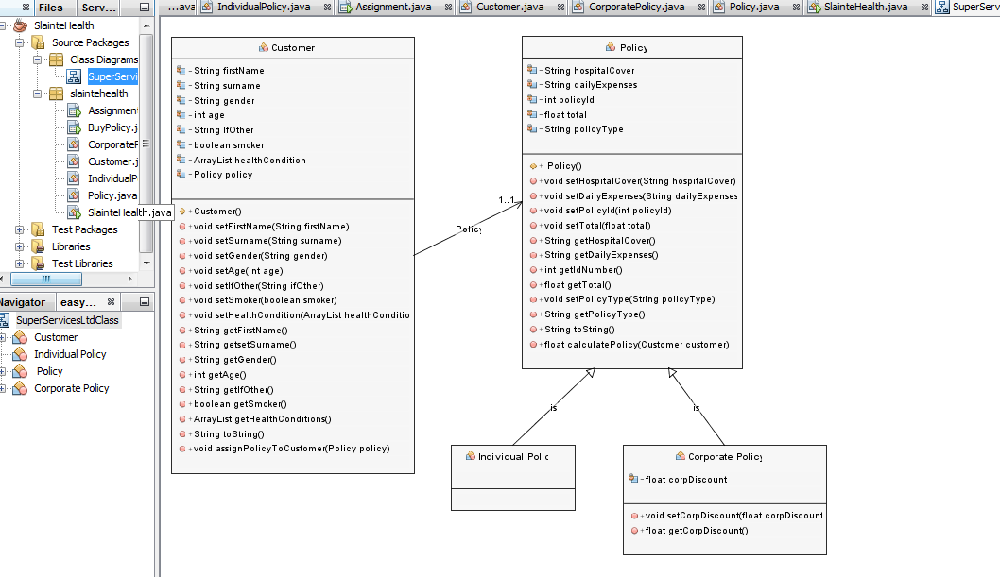 Files Serv...
...ava IndividualPolicy.java Assignment.java Customer.java CorporatePolicy.java Policy.java SlainteHealth.java SuperServ
SlainteHealth
Source Packages
Class Diagrams
SuperServi
slaintehealth
Assignment
BuyPolicy.j
CorporateP
Customer.j
IndividualP
Policy.java
SlainteHealth.java
Test Packages
Libraries
Test Libraries
Navigator easy...
SuperServicesLtdClass
Customer
Individual Policy
Policy
Corporate Policy
Customer
- String firstName
- String surname
- String gender
- int age
- String IfOther
- boolean smoker
- ArrayList healthCondition
- Policy policy
+ Customer()
+ void setFirstName(String firstName)
+ void setSurname(String surname)
+ void setGender(String gender)
+ void setAge(int age)
+ void setIfOther(String ifOther)
+ void setSmoker(boolean smoker)
+ void setHealthCondition(ArrayList healthConditio
+ String getFirstName()
+ String getsetSurname()
+ String getGender()
+ int getAge()
+ String getIfOther()
+ boolean getSmoker()
+ ArrayList getHealthConditions()
+ String toString()
+ void assignPolicyToCustomer(Policy policy)
1..1
Policy
Policy
- String hospitalCover
- String dailyExpenses
- int policyId
- float total
- String policyType
+ Policy()
+ void setHospitalCover(String hospitalCover)
+ void setDailyExpenses(String dailyExpenses
+ void setPolicyId(int policyId)
+ void setTotal(float total)
+ String getHospitalCover()
+ String getDailyExpenses()
+ int getIdNumber()
+ float getTotal()
+ void setPolicyType(String policyType)
+ String getPolicyType()
+ String toString()
+ float calculatePolicy(Customer customer)
is
is
Individual Polic
Corporate Policy
- float corpDiscount
+ void setCorpDiscount(float corpDiscount
+ float getCorpDiscount()